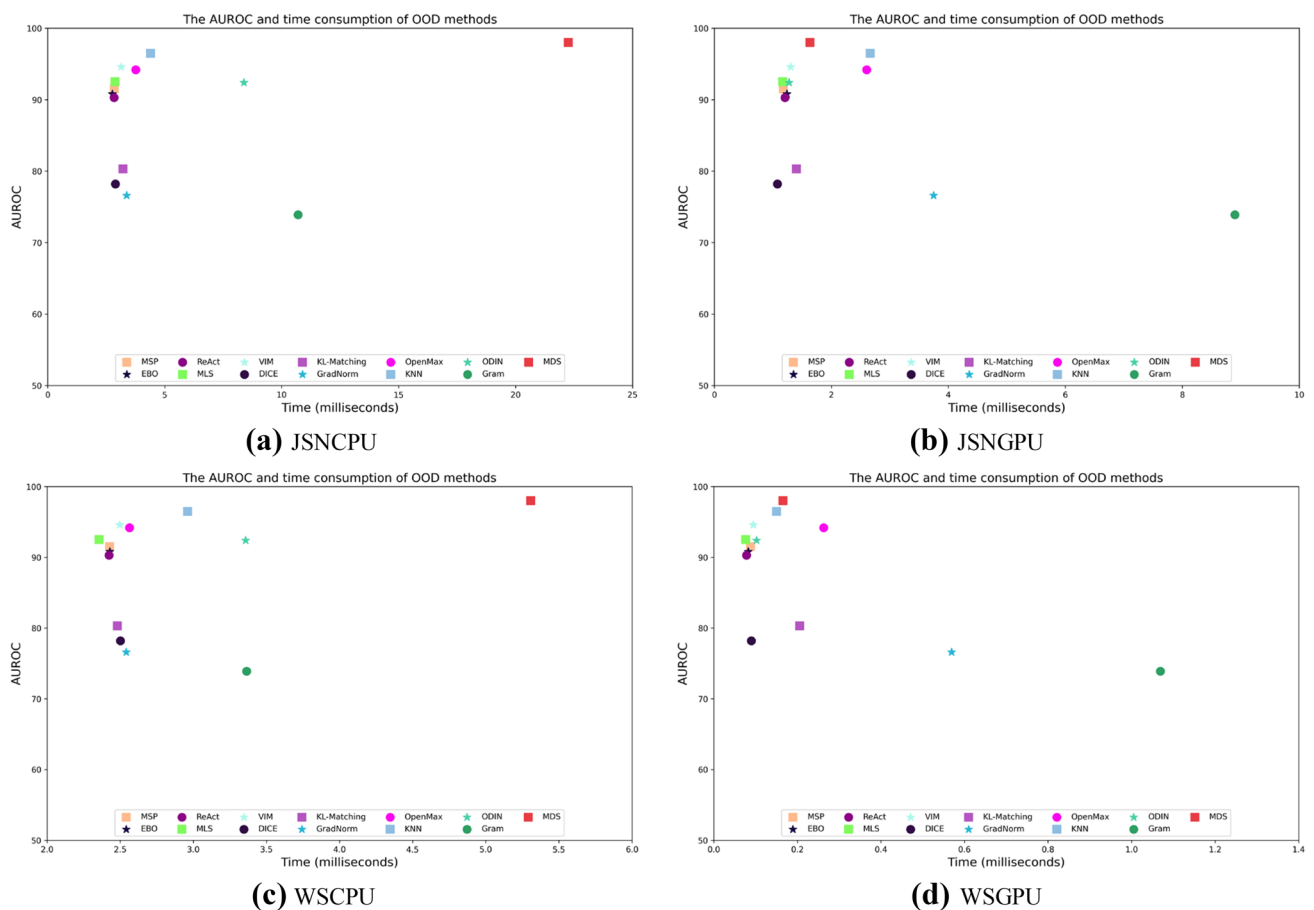 The AUROC and time consumption of OOD methods
100
90
80
70
60
50
AUROC
MSP ReAct VIM KL-Matching OpenMax ODIN MDS
EBO MLS DICE GradNorm KNN Gram
0 5 10 15 20 25
Time (milliseconds)
(a) JSNCPU
The AUROC and time consumption of OOD methods
100
90
80
70
60
50
AUROC
MSP ReAct VIM KL-Matching OpenMax ODIN MDS
EBO MLS DICE GradNorm KNN Gram
0 2 4 6 8 10
Time (milliseconds)
(b) JSNGPU
The AUROC and time consumption of OOD methods
100
90
80
70
60
50
AUROC
MSP ReAct VIM KL-Matching OpenMax ODIN MDS
EBO MLS DICE GradNorm KNN Gram
2.0 2.5 3.0 3.5 4.0 4.5 5.0 5.5 6.0
Time (milliseconds)
(c) WSCPU
The AUROC and time consumption of OOD methods
100
90
80
70
60
50
AUROC
MSP ReAct VIM KL-Matching OpenMax ODIN MDS
EBO MLS DICE GradNorm KNN Gram
0.0 0.2 0.4 0.6 0.8 1.0 1.2 1.4
Time (milliseconds)
(d) WSGPU